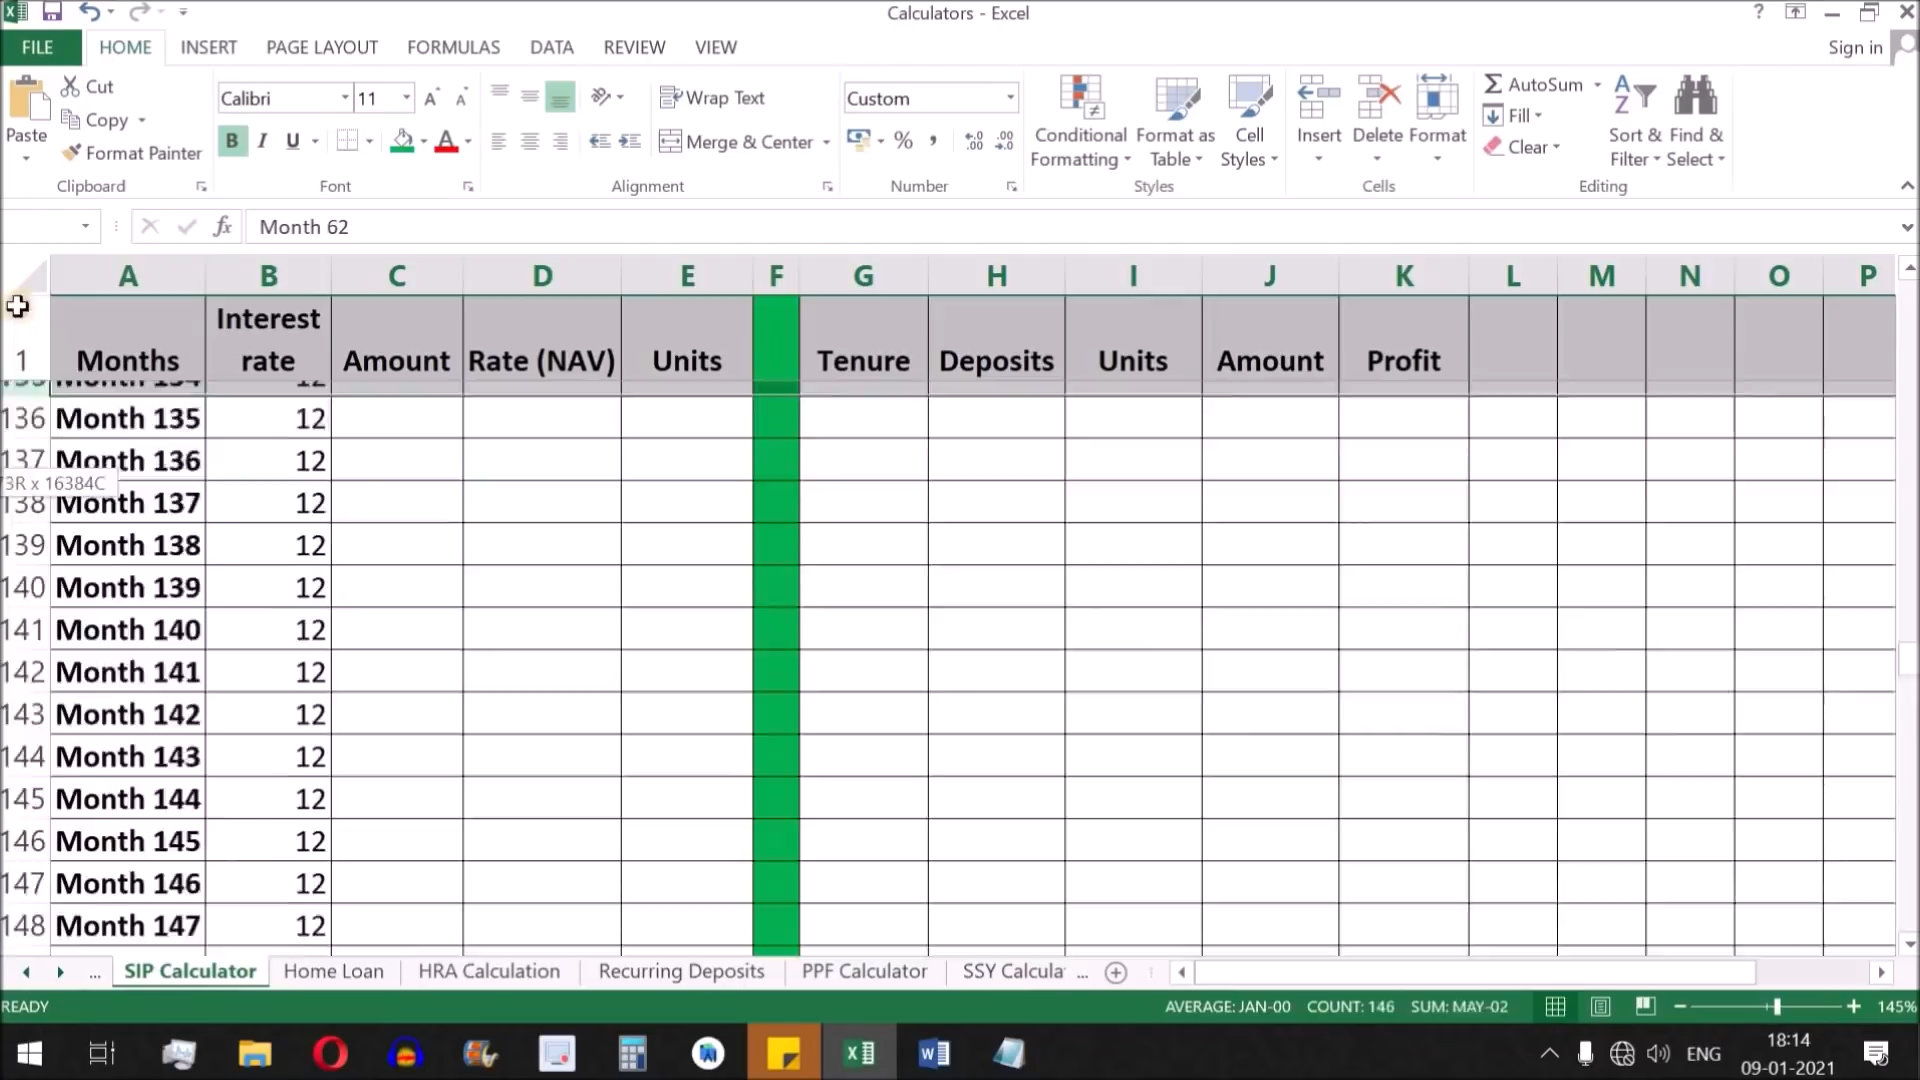 Calculators - Excel
?
FILE HOME INSERT PAGE LAYOUT FORMULAS DATA REVIEW VIEW Sign in
Cut
Copy
Format Painter
Paste
Clipboard
Calibri 11
B I U
Font
Wrap Text
Merge & Center
Alignment
Custom
%
Number
Conditional Formatting
Format as Table
Cell Styles
Styles
Insert Delete Format
Cells
AutoSum
Fill
Clear
Sort & Filter
Find & Select
Editing
fx Month 62
A B C D E F G H I J K L M N O P
1 Months Interest rate Amount Rate (NAV) Units Tenure Deposits Units Amount Profit
136 Month 135 12
137 Month 136 12
73R x 16384C
138 Month 137 12
139 Month 138 12
140 Month 139 12
141 Month 140 12
142 Month 141 12
143 Month 142 12
144 Month 143 12
145 Month 144 12
146 Month 145 12
147 Month 146 12
148 Month 147 12
... SIP Calculator Home Loan HRA Calculation Recurring Deposits PPF Calculator SSY Calcula ...
READY AVERAGE: JAN-00 COUNT: 146 SUM: MAY-02 145%
ENG 18:14
09-01-2021